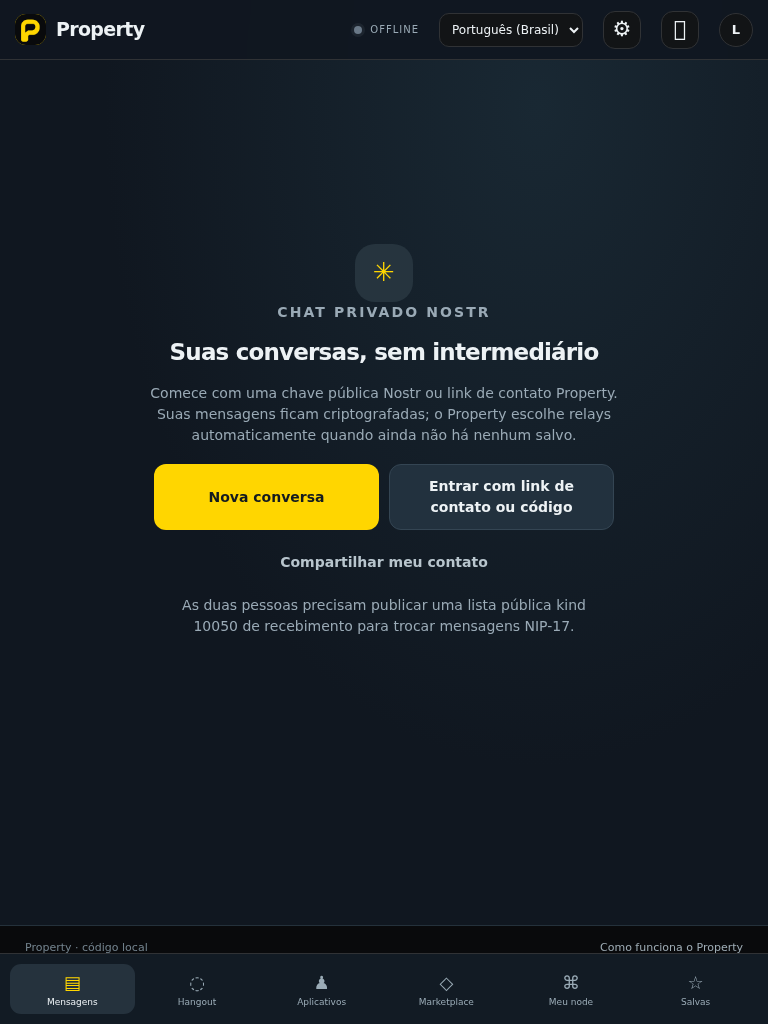 Property
OFFLINE
Português (Brasil)
L
CHAT PRIVADO NOSTR
Suas conversas, sem intermediário
Comece com uma chave pública Nostr ou link de contato Property.
Suas mensagens ficam criptografadas; o Property escolhe relays
automaticamente quando ainda não há nenhum salvo.
Nova conversa
Entrar com link de
contato ou código
Compartilhar meu contato
As duas pessoas precisam publicar uma lista pública kind
10050 de recebimento para trocar mensagens NIP-17.
Property · código local
Como funciona o Property
Mensagens
Hangout
Aplicativos
Marketplace
Meu node
Salvas